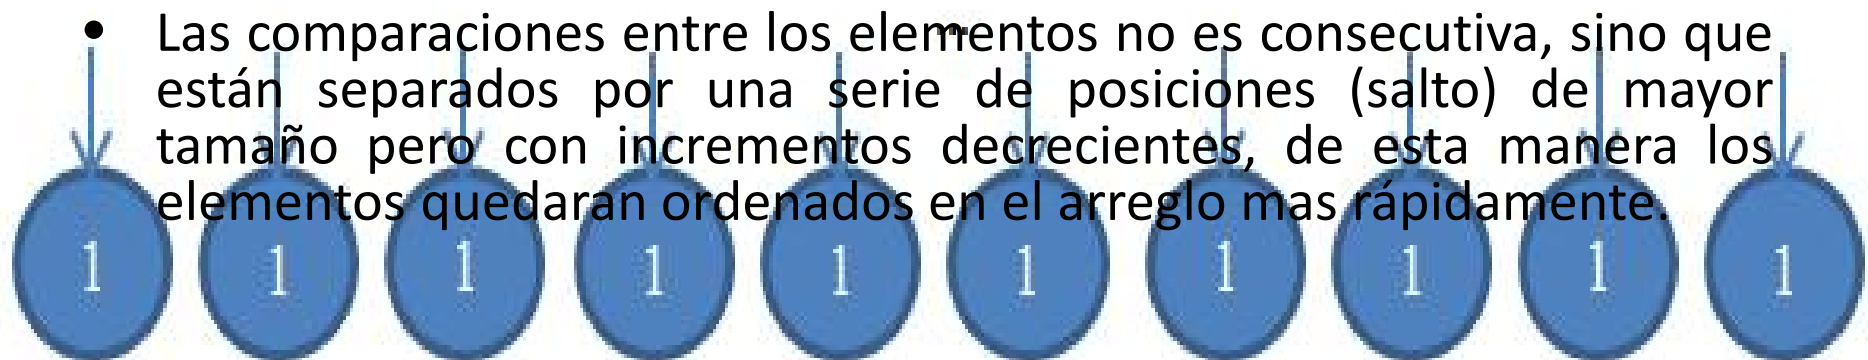 • Las comparaciones entre los elementos no es consecutiva, sino que
están separados por una serie de posiciones (salto) de mayor
tamaño pero con incrementos decrecientes, de esta manera los
elementos quedaran ordenados en el arreglo mas rápidamente.
1 1 1 1 1 1 1 1 1 1